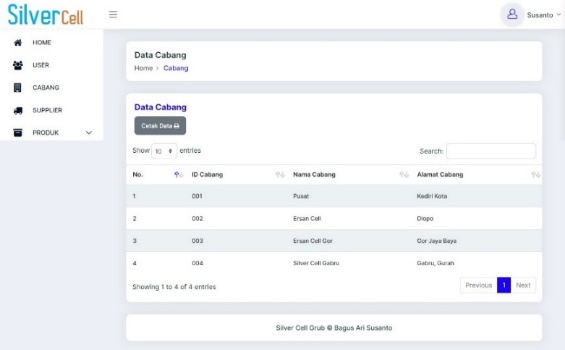 SilverCell
Susanto
HOME
USER
CABANG
SUPPLIER
PRODUK
Data Cabang
Home > Cabang
Data Cabang
Cetak Data
Show 10 entries
Search:
No. ID Cabang Nama Cabang Alamat Cabang
1 001 Pusat Kediri Kota
2 002 Ersan Cell Dlopo
3 003 Ersan Cell Gor Gor Jaya Baya
4 004 Silver Cell Gabru Gabru, Gurah
Showing 1 to 4 of 4 entries
Previous 1 Next
Silver Cell Grub © Bagus Ari Susanto